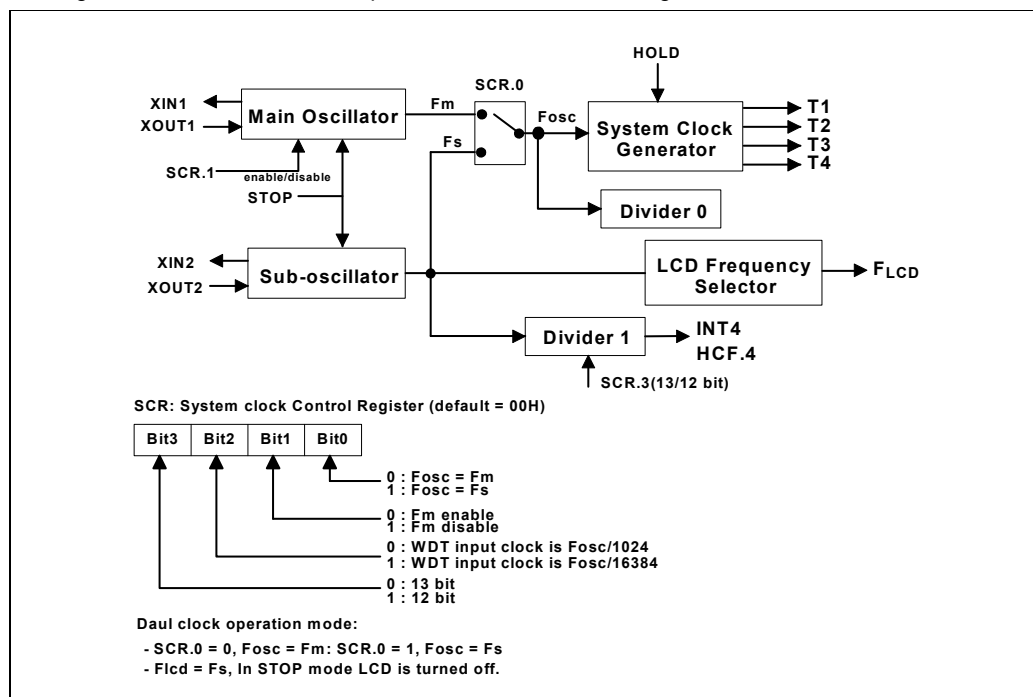 HOLD
SCR.0
XIN1
XOUT1
Main Oscillator
Fm
Fs
Fosc
System Clock
Generator
T1
T2
T3
T4
SCR.1
enable/disable
STOP
Divider 0
XIN2
XOUT2
Sub-oscillator
LCD Frequency
Selector
FLCD
Divider 1
INT4
HCF.4
SCR.3(13/12 bit)
SCR: System clock Control Register (default = 00H)
Bit3 Bit2 Bit1 Bit0
0 : Fosc = Fm
1 : Fosc = Fs
0 : Fm enable
1 : Fm disable
0 : WDT input clock is Fosc/1024
1 : WDT input clock is Fosc/16384
0 : 13 bit
1 : 12 bit
Daul clock operation mode:
- SCR.0 = 0, Fosc = Fm: SCR.0 = 1, Fosc = Fs
- Flcd = Fs, In STOP mode LCD is turned off.